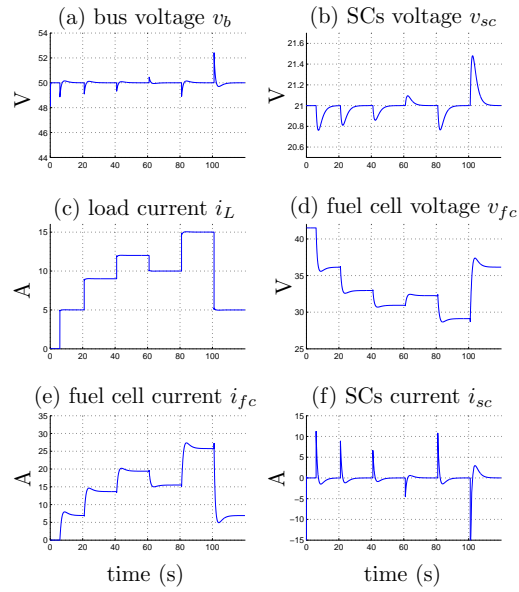 (a) bus voltage v_b
(b) SCs voltage v_sc
54
52
50
48
46
44
V
0 20 40 60 80 100
21.6
21.4
21.2
21
20.8
20.6
V
0 20 40 60 80 100
(c) load current i_L
(d) fuel cell voltage v_fc
15
10
5
0
A
0 20 40 60 80 100
40
35
30
25
V
0 20 40 60 80 100
(e) fuel cell current i_fc
(f) SCs current i_sc
35
30
25
20
15
10
5
0
A
0 20 40 60 80 100
time (s)
15
10
5
0
−5
−10
−15
A
0 20 40 60 80 100
time (s)